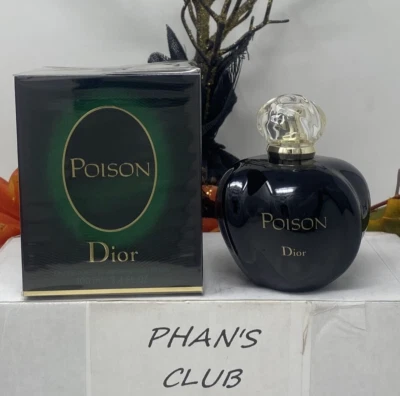 POISON
Dior
POISON
Dior
PHAN'S
CLUB